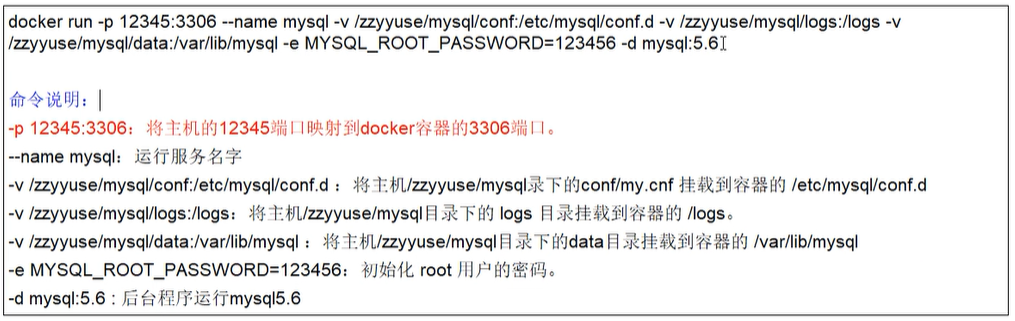 docker run -p 12345:3306 --name mysql -v /zzyyuse/mysql/conf:/etc/mysql/conf.d -v /zzyyuse/mysql/logs:/logs -v
/zzyyuse/mysql/data:/var/lib/mysql -e MYSQL_ROOT_PASSWORD=123456 -d mysql:5.6
命令说明：
-p 12345:3306：将主机的12345端口映射到docker容器的3306端口。
--name mysql：运行服务名字
-v /zzyyuse/mysql/conf:/etc/mysql/conf.d ：将主机/zzyyuse/mysql录下的conf/my.cnf 挂载到容器的 /etc/mysql/conf.d
-v /zzyyuse/mysql/logs:/logs：将主机/zzyyuse/mysql目录下的 logs 目录挂载到容器的 /logs。
-v /zzyyuse/mysql/data:/var/lib/mysql ：将主机/zzyyuse/mysql目录下的data目录挂载到容器的 /var/lib/mysql
-e MYSQL_ROOT_PASSWORD=123456：初始化 root 用户的密码。
-d mysql:5.6 : 后台程序运行mysql5.6